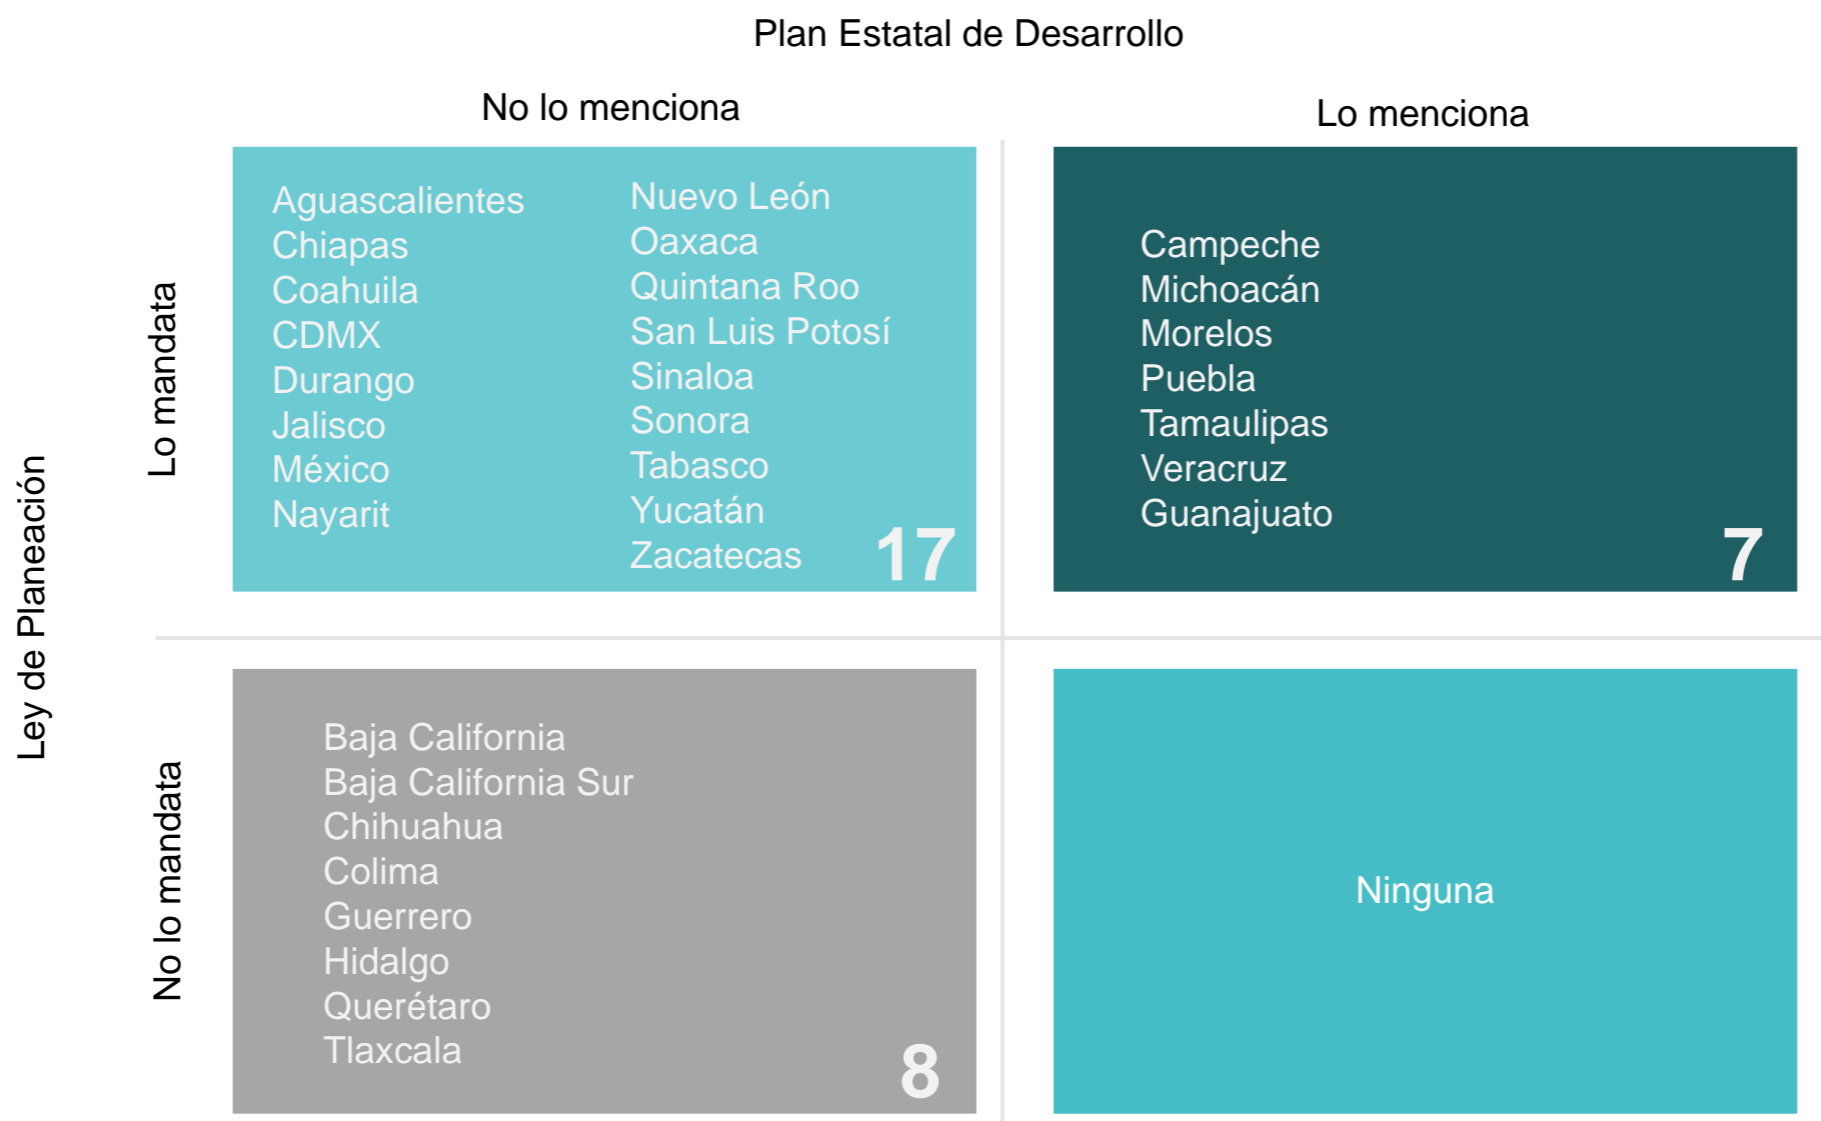 Plan Estatal de Desarrollo
No lo menciona
Lo menciona
Ley de Planeación
Lo mandata
Aguascalientes
Chiapas
Coahuila
CDMX
Durango
Jalisco
México
Nayarit
Nuevo León
Oaxaca
Quintana Roo
San Luis Potosí
Sinaloa
Sonora
Tabasco
Yucatán
Zacatecas
17
Campeche
Michoacán
Morelos
Puebla
Tamaulipas
Veracruz
Guanajuato
7
No lo mandata
Baja California
Baja California Sur
Chihuahua
Colima
Guerrero
Hidalgo
Querétaro
Tlaxcala
8
Ninguna